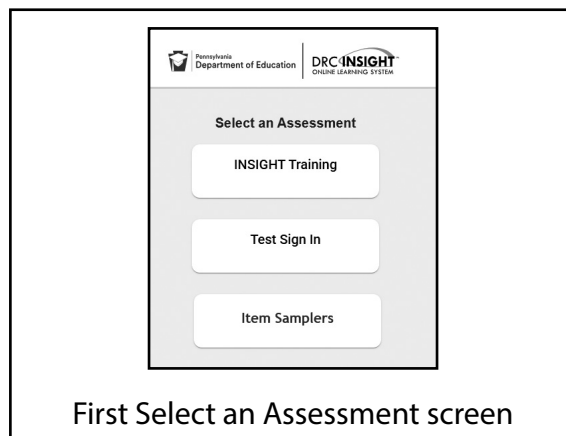 Pennsylvania
Department of Education
DRC INSIGHT™
ONLINE LEARNING SYSTEM
Select an Assessment
INSIGHT Training
Test Sign In
Item Samplers
First Select an Assessment screen